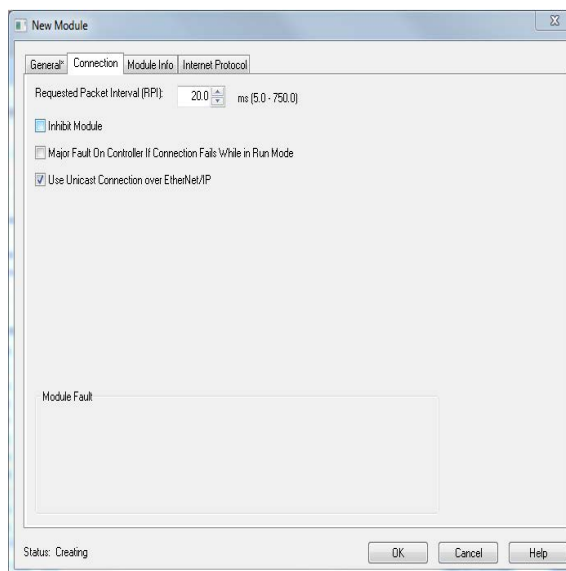 New Module
General* Connection Module Info Internet Protocol
Requested Packet Interval (RPI): 20.0 ms (5.0 - 750.0)
Inhibit Module
Major Fault On Controller If Connection Fails While in Run Mode
Use Unicast Connection over EtherNet/IP
Module Fault
Status: Creating OK Cancel Help